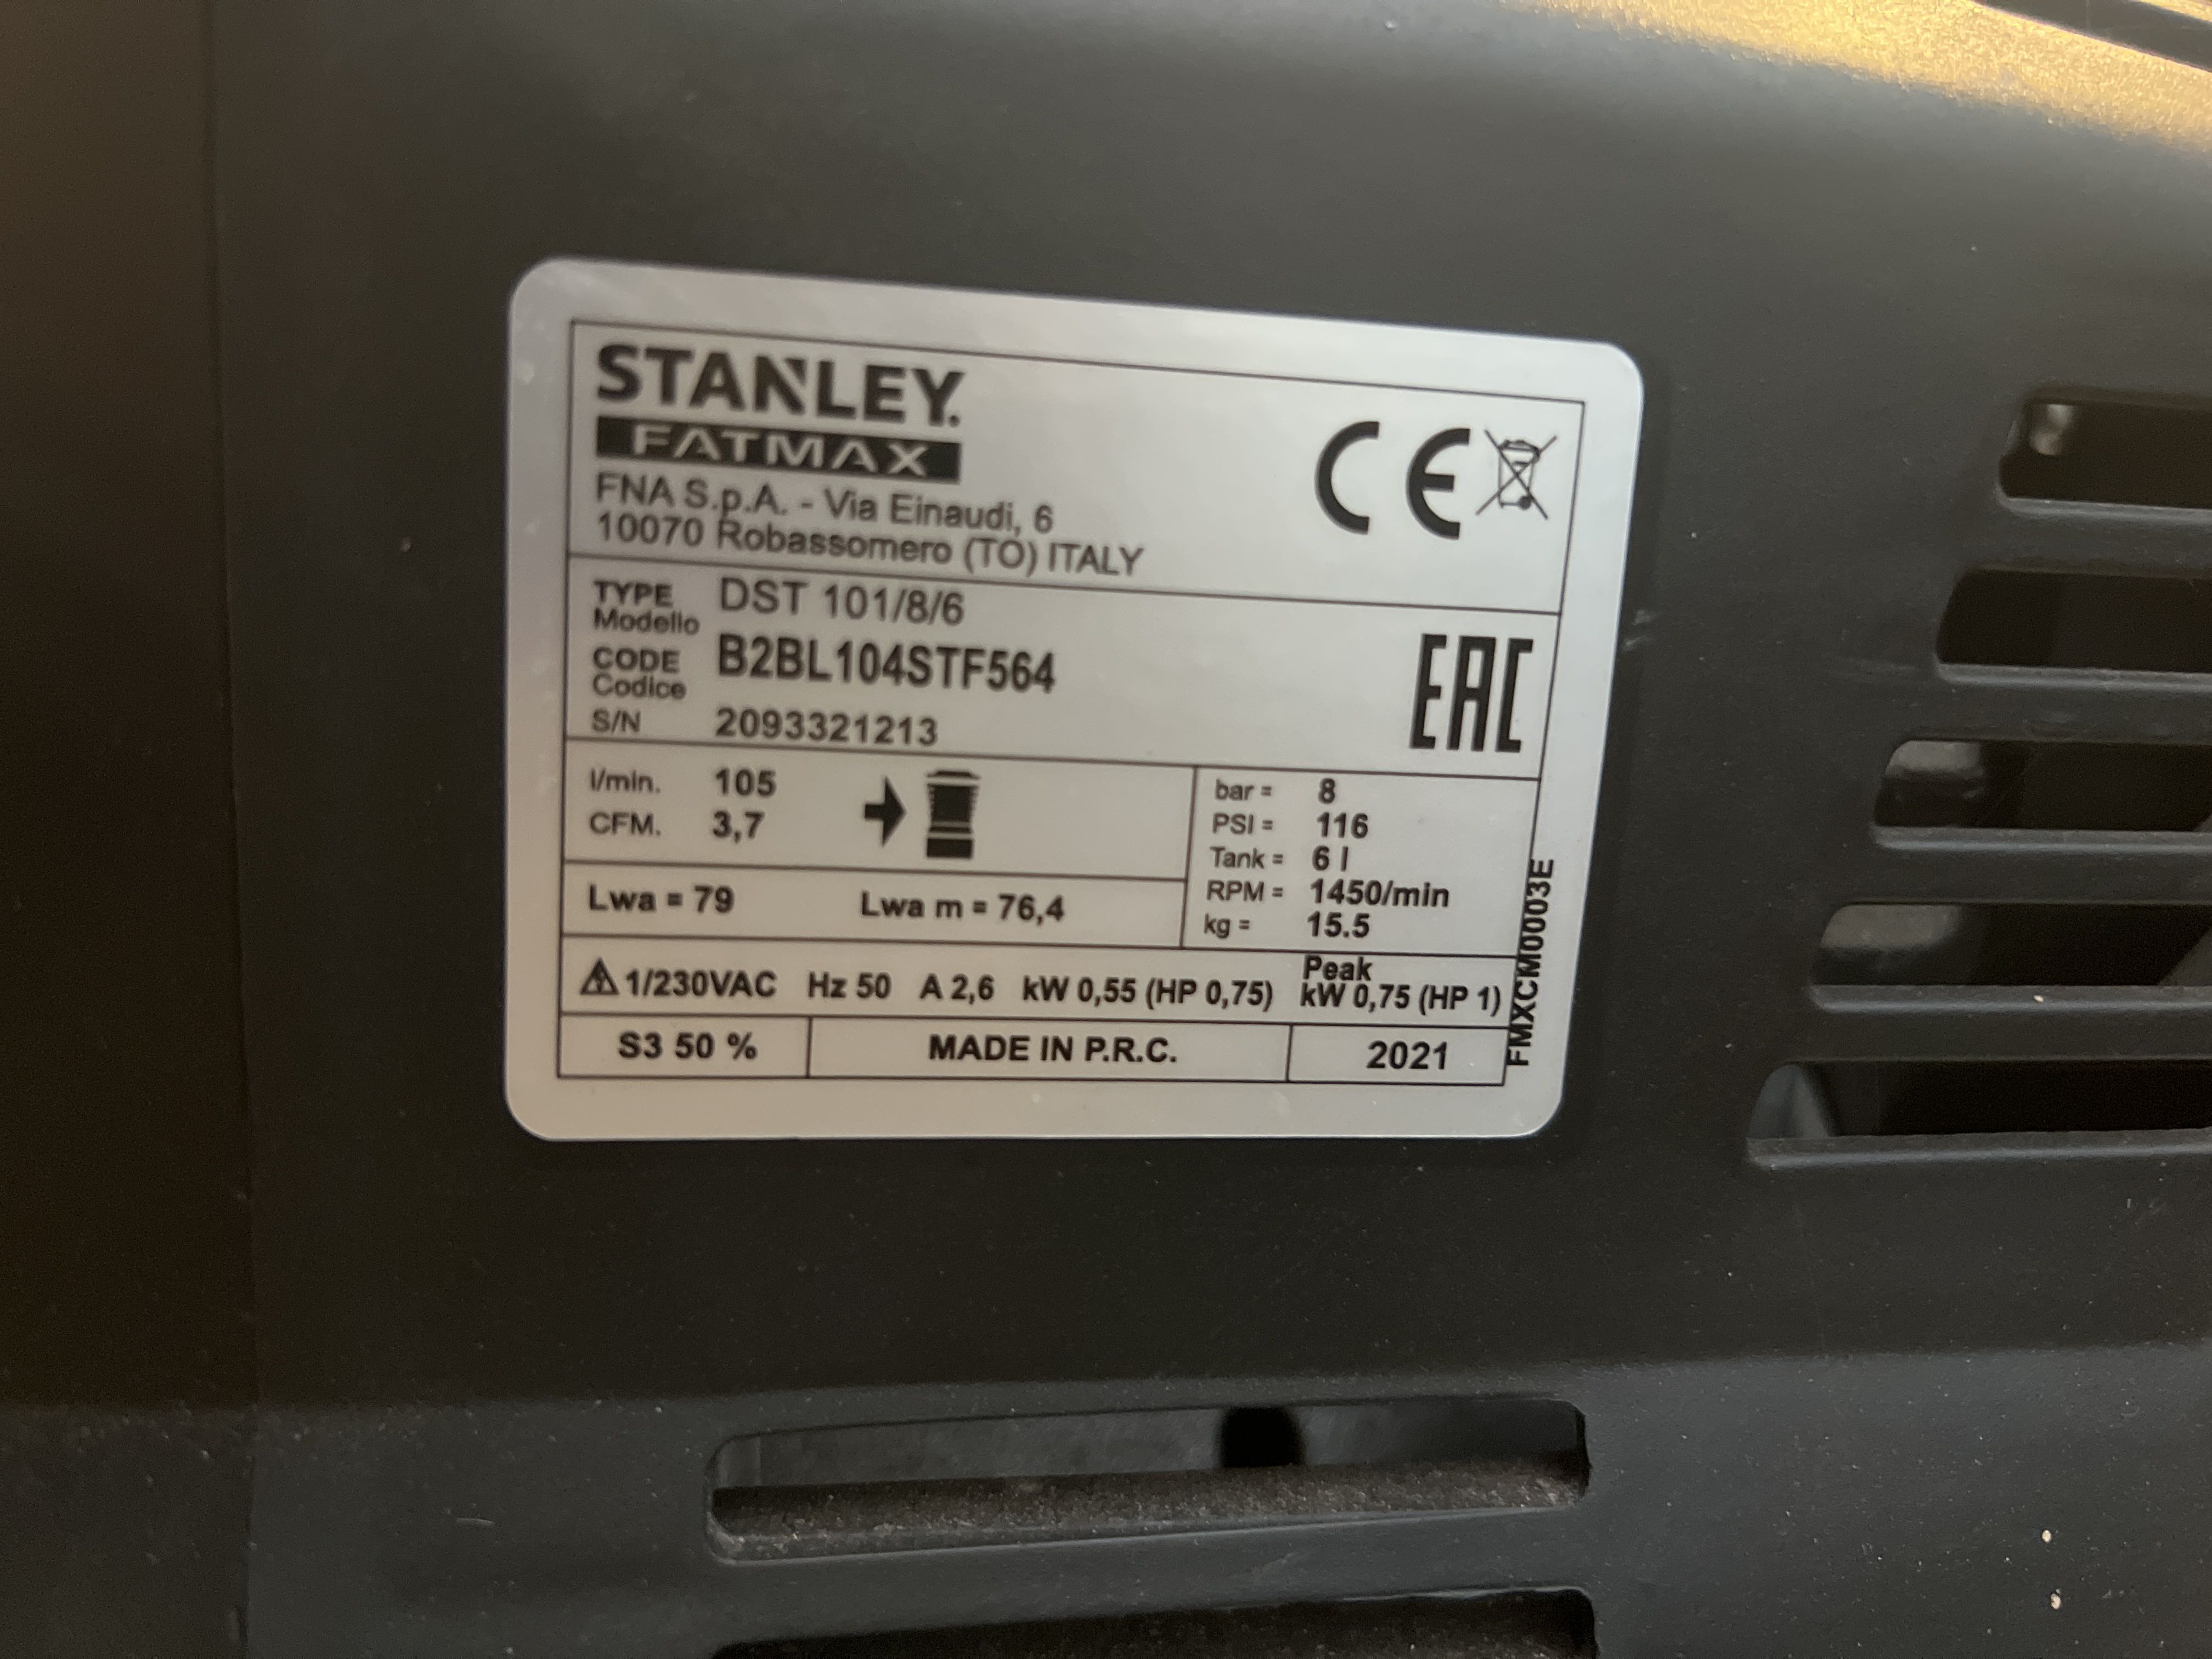 STANLEY.
FATMAX
FNA S.p.A. - Via Einaudi, 6
10070 Robassomero (TO) ITALY
CE
TYPE DST 101/8/6
Modello
CODE B2BL104STF564
Codice
S/N 2093321213
EAC
l/min. 105
CFM. 3,7
bar = 8
PSI = 116
Tank = 6 l
RPM = 1450/min
kg = 15.5
Lwa = 79 Lwa m = 76,4
1/230VAC Hz 50 A 2,6 kW 0,55 (HP 0,75) Peak kW 0,75 (HP 1)
S3 50 % MADE IN P.R.C. 2021
FMXCM0003E